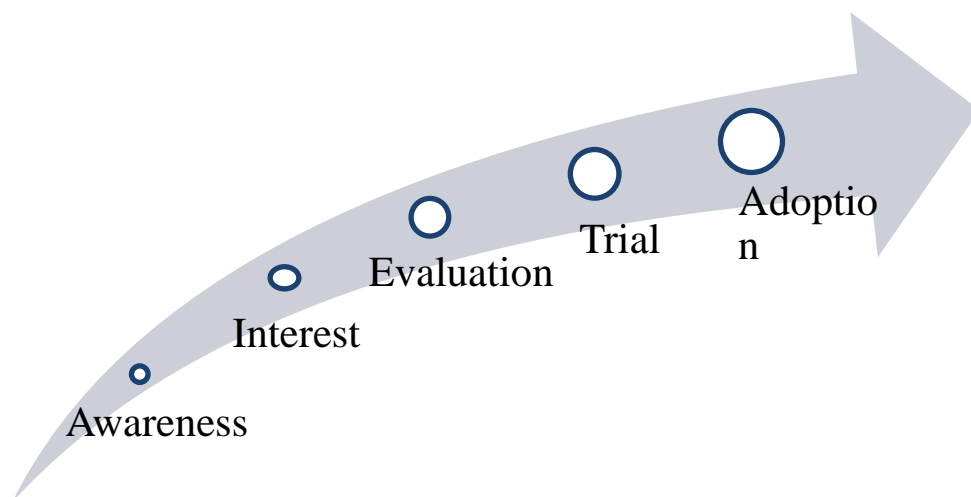 Awareness
Interest
Evaluation
Trial
Adoptio
n